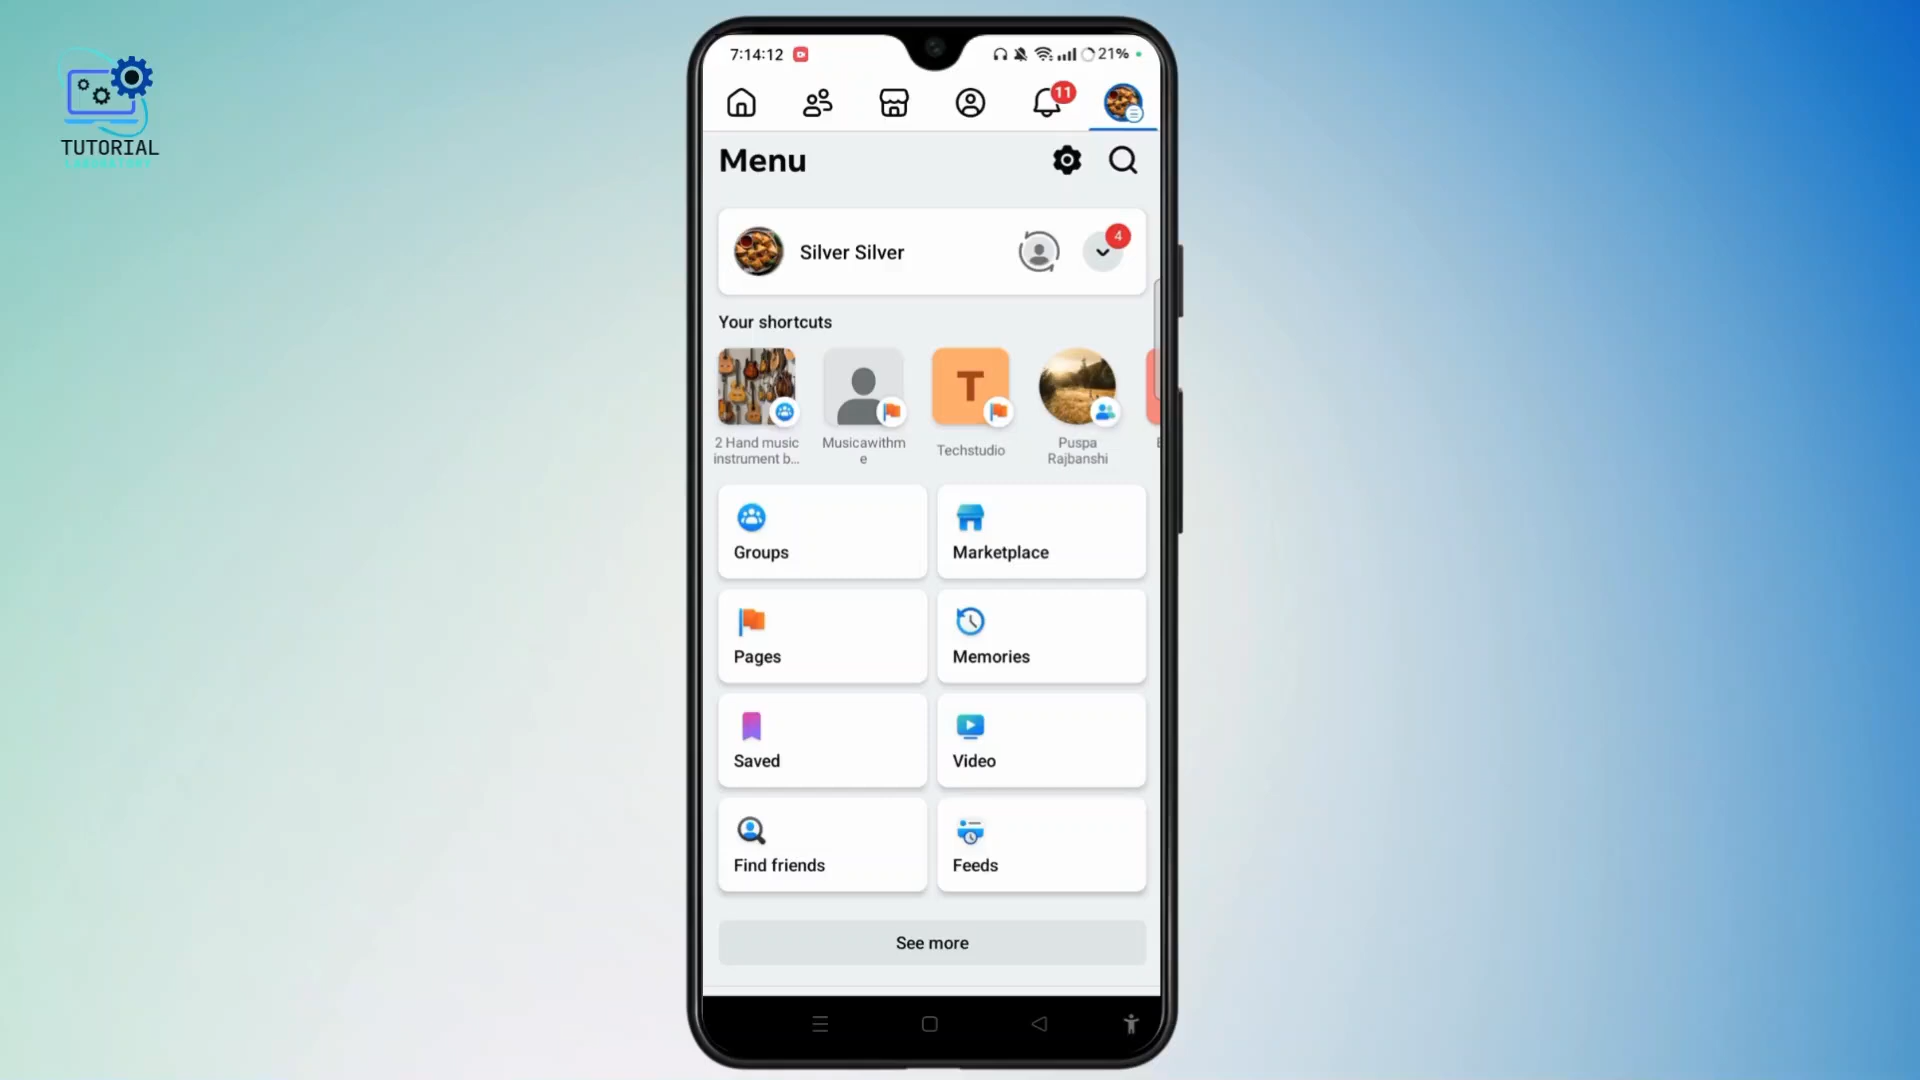 TUTORIAL
LABORATORY
7:14:12
21%
11
Menu
Silver Silver
4
Your shortcuts
T
2 Hand music
instrument b...
Musicawithm
e
Techstudio
Puspa
Rajbanshi
Groups
Marketplace
Pages
Memories
Saved
Video
Find friends
Feeds
See more